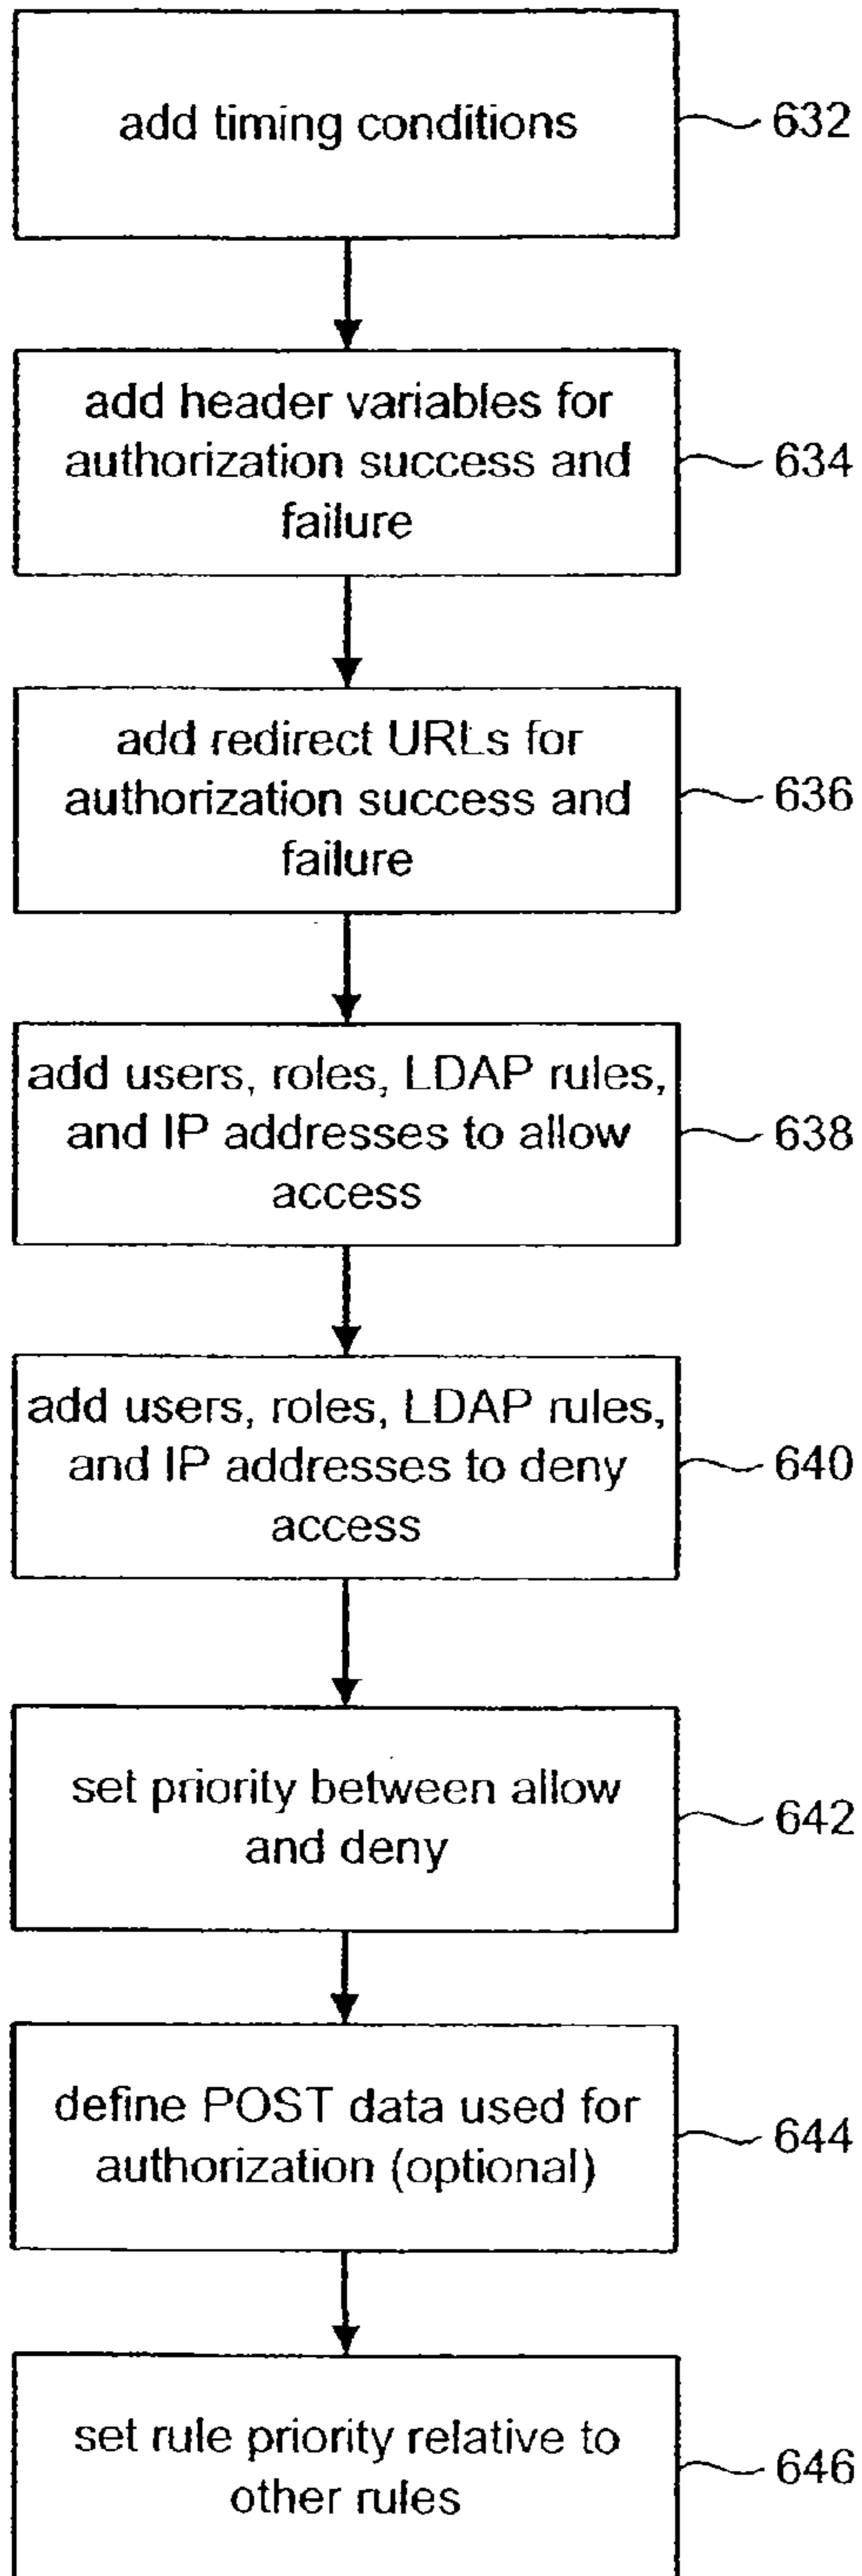 add timing conditions
632
add header variables for
authorization success and
failure
634
add redirect URLs for
authorization success and
failure
636
add users, roles, LDAP rules,
and IP addresses to allow
access
638
add users, roles, LDAP rules,
and IP addresses to deny
access
640
set priority between allow
and deny
642
define POST data used for
authorization (optional)
644
set rule priority relative to
other rules
646